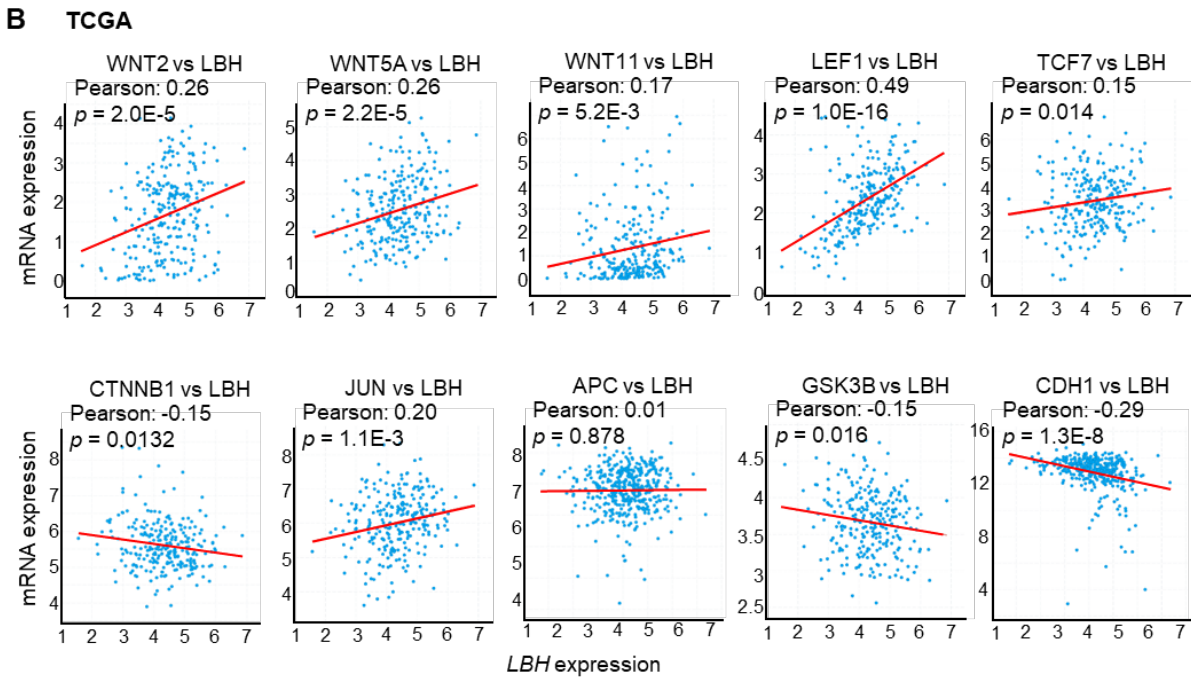 B TCGA
WNT2 vs LBH
Pearson: 0.26
p = 2.0E-5
mRNA expression
4
3
2
1
0
1 2 3 4 5 6 7
WNT5A vs LBH
Pearson: 0.26
p = 2.2E-5
5
4
3
2
1
0
1 2 3 4 5 6 7
WNT11 vs LBH
Pearson: 0.17
p = 5.2E-3
7
6
5
4
3
2
1
0
1 2 3 4 5 6 7
LEF1 vs LBH
Pearson: 0.49
p = 1.0E-16
4
3
2
1
0
1 2 3 4 5 6 7
TCF7 vs LBH
Pearson: 0.15
p = 0.014
6
5
4
3
2
1
0
1 2 3 4 5 6 7
CTNNB1 vs LBH
Pearson: -0.15
p = 0.0132
mRNA expression
8
7
6
5
4
1 2 3 4 5 6 7
JUN vs LBH
Pearson: 0.20
p = 1.1E-3
8
7
6
5
4
1 2 3 4 5 6 7
APC vs LBH
Pearson: 0.01
p = 0.878
8
7
6
5
4
1 2 3 4 5 6 7
GSK3B vs LBH
Pearson: -0.15
p = 0.016
4.5
4
3.5
3
2.5
1 2 3 4 5 6 7
CDH1 vs LBH
Pearson: -0.29
p = 1.3E-8
16
12
8
4
1 2 3 4 5 6 7
LBH expression